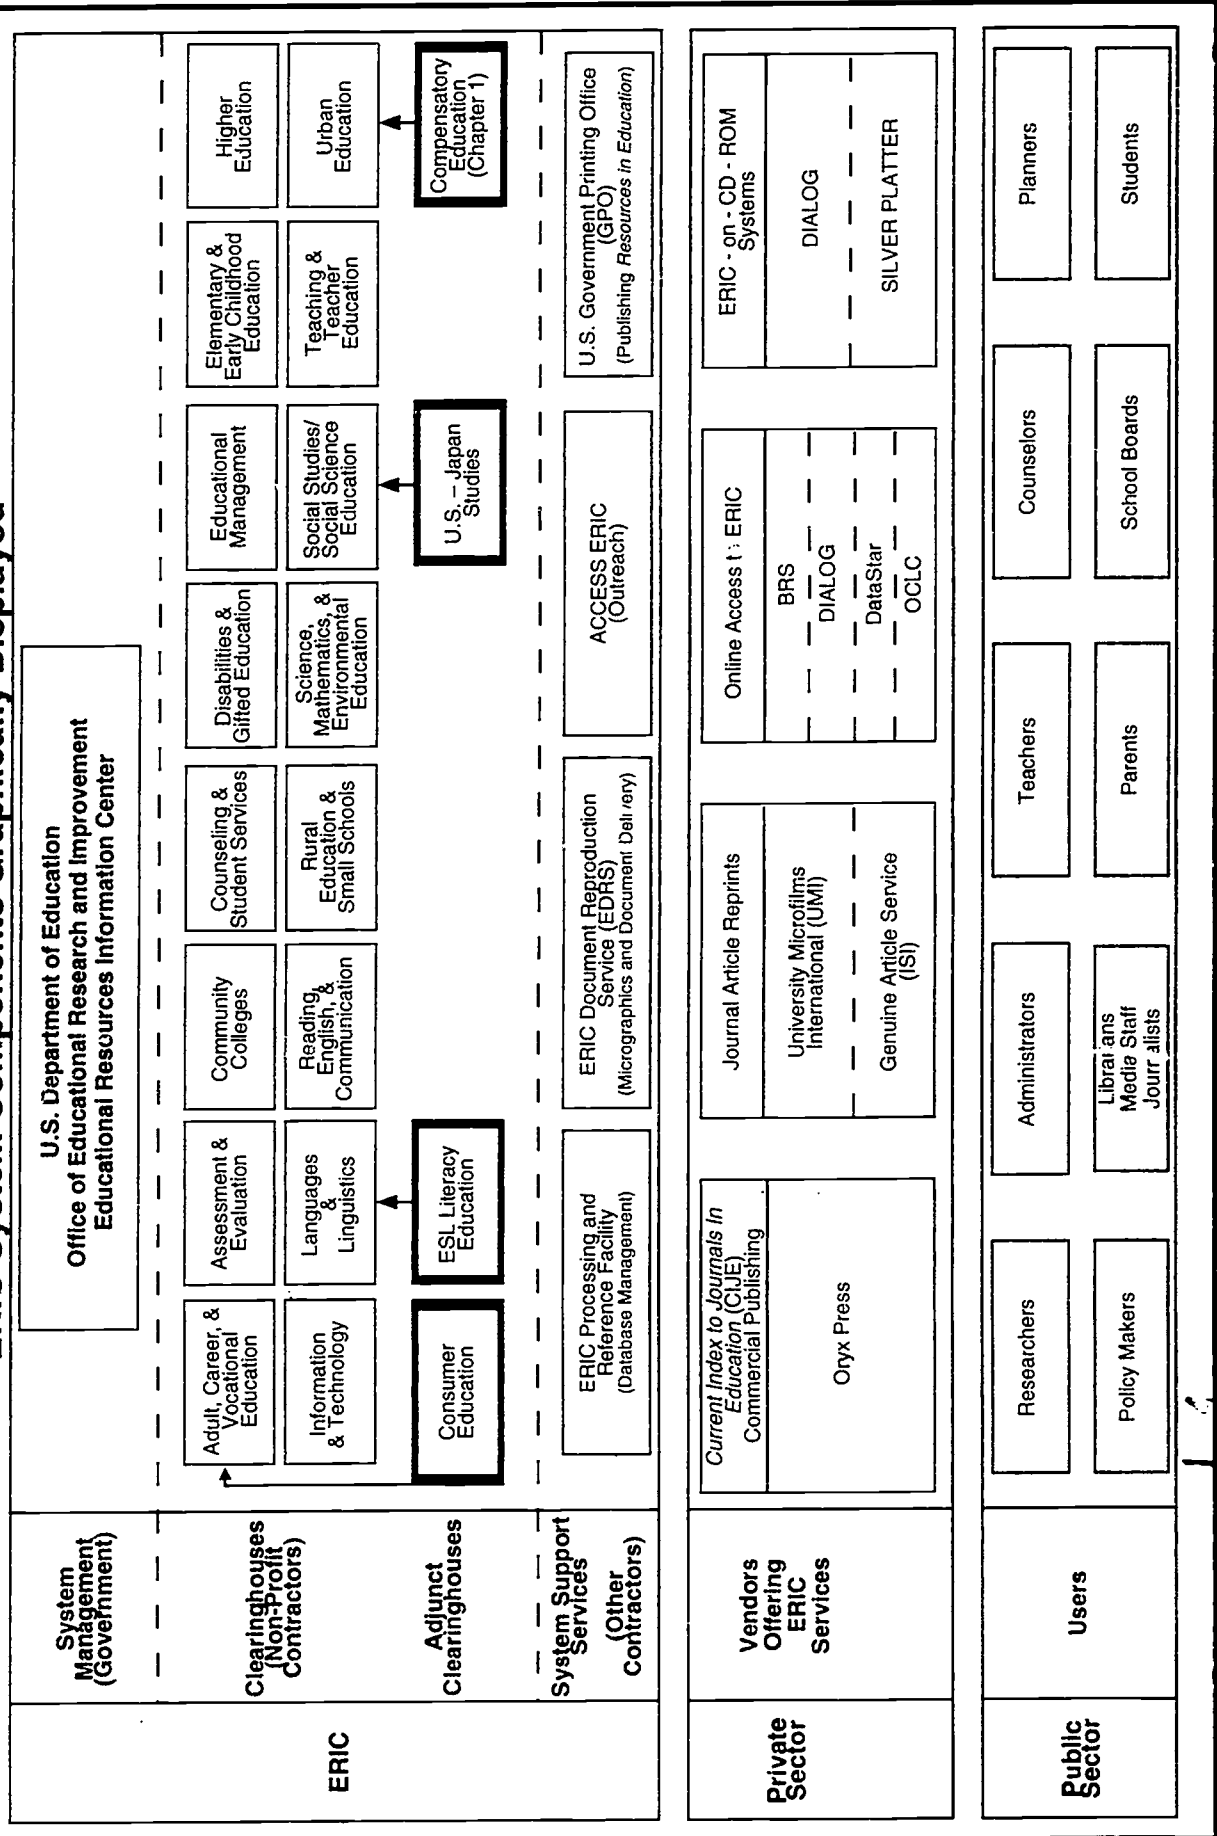 System Components Graphically Displayed
ERIC
System
Management
(Government)
U.S. Department of Education
Office of Educational Research and Improvement
Educational Resources Information Center
Clearinghouses
(Non-Profit
Contractors)
Adult, Career, &
Vocational
Education
Assessment &
Evaluation
Community
Colleges
Counseling &
Student Services
Disabilities &
Gifted Education
Educational
Management
Elementary &
Early Childhood
Education
Higher
Education
Information
& Technology
Languages
&
Linguistics
Reading,
English, &
Communication
Rural
Education &
Small Schools
Science,
Mathematics, &
Environmental
Education
Social Studies/
Social Science
Education
Teaching &
Teacher
Education
Urban
Education
Adjunct
Clearinghouses
Consumer
Education
ESL Literacy
Education
U.S. – Japan
Studies
Compensatory
Education
(Chapter 1)
System Support
Services
(Other
Contractors)
ERIC Processing and
Reference Facility
(Database Management)
ERIC Document Reproduction
Service (EDRS)
(Micrographics and Document Delivery)
ACCESS ERIC
(Outreach)
U.S. Government Printing Office
(GPO)
(Publishing Resources in Education)
Private
Sector
Vendors
Offering
ERIC
Services
Current Index to Journals In
Education (CIJE)
Commercial Publishing
Oryx Press
Journal Article Reprints
University Microfilms
International (UMI)
Genuine Article Service
(ISI)
Online Access to ERIC
BRS
DIALOG
DataStar
OCLC
ERIC - on - CD - ROM
Systems
DIALOG
SILVER PLATTER
Public
Sector
Users
Researchers
Administrators
Teachers
Counselors
Planners
Policy Makers
Librarians
Media Staff
Journalists
Parents
School Boards
Students